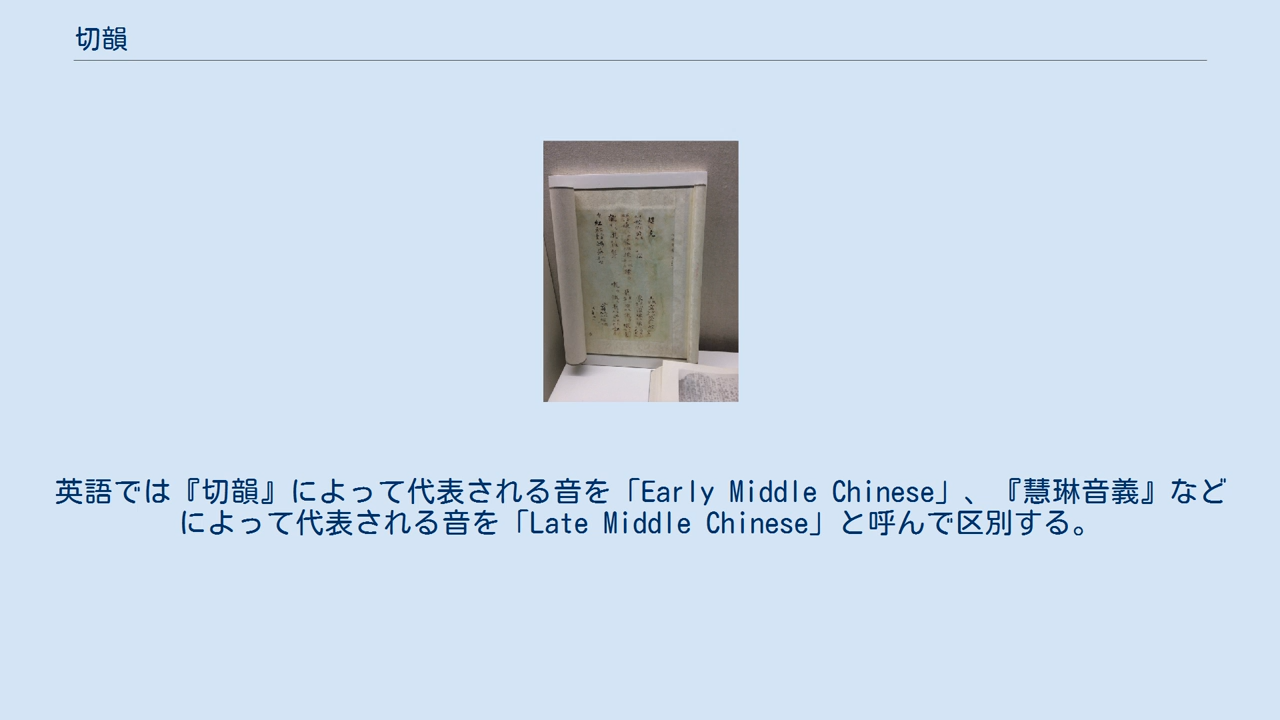 切韻
英語では『切韻』によって代表される音を「Early Middle Chinese」、『慧琳音義』など
によって代表される音を「Late Middle Chinese」と呼んで区別する。